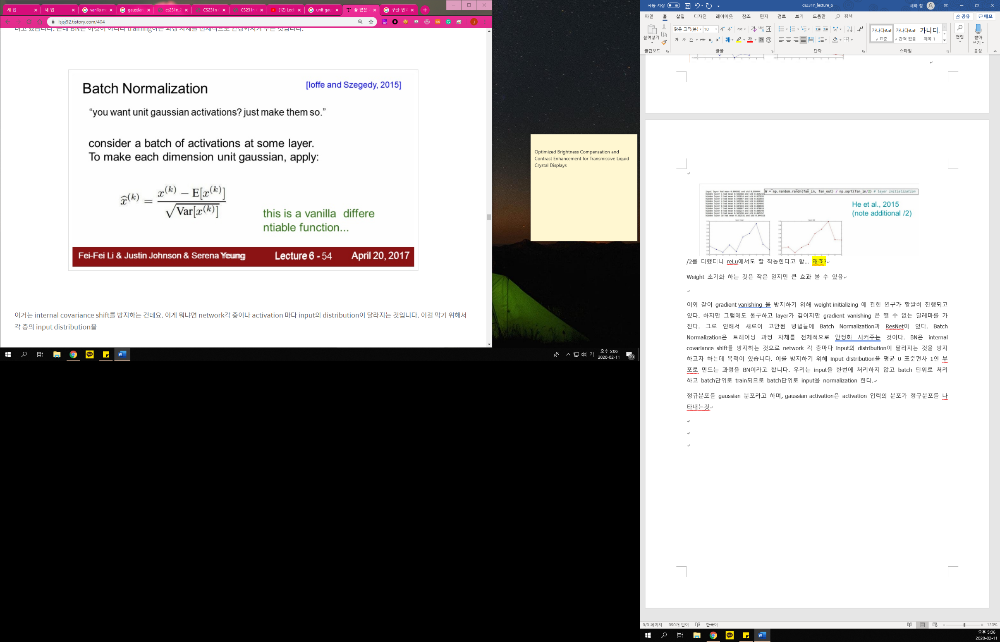 새 탭
새 탭
vanila m
gaussian
cs231n_
CS231n
CS231n
(12) Lect
unit gau
꿈 많은
구글 번
lsjsj92.tistory.com/404
Batch Normalization
[Ioffe and Szegedy, 2015]
“you want unit gaussian activations? just make them so.”
consider a batch of activations at some layer.
To make each dimension unit gaussian, apply:
x̂^(k) = (x^(k) − E[x^(k)]) / √Var[x^(k)]
this is a vanilla differe
ntiable function...
Fei-Fei Li & Justin Johnson & Serena Yeung
Lecture 6 - 54
April 20, 2017
이거는 internal covariance shift를 방지하는 건데요. 이게 뭐냐면 network각 층이나 activation 마다 input의 distribution이 달라지는 것입니다. 이걸 막기 위해서
각 층의 input distribution을
Optimized Brightness Compensation and
Contrast Enhancement for Transmissive Liquid
Crystal Displays
오후 5:06
2020-02-11
20
자동 저장
cs231n_lecture_6
새하 정
파일 홈 삽입 디자인 레이아웃 참조 편지 검토 보기 도움말 검색
공유 메모
붙여넣기
맑은 고딕(본문 10
가나다AaI
가나다AaI
가나다.
표준
간격 없음
제목 1
편집
받아
쓰기
클립보드
글꼴
단락
스타일
음성
W = np.random.randn(fan_in, fan_out) / np.sqrt(fan_in/2) # layer initialization
He et al., 2015
(note additional /2)
/2를 더했더니 reLu에서도 잘 작동한다고 함... 왜죠?
Weight 초기화 하는 것은 작은 일지만 큰 효과 볼 수 있음
이와 같이 gradient vanishing 을 방지하기 위해 weight initializing 에 관한 연구가 활발히 진행되고
있다. 하지만 그럼에도 불구하고 layer가 깊어지만 gradient vanishing 은 뗄 수 없는 딜레마를 가
진다. 그로 인해서 새로이 고안된 방법들에 Batch Normalization과 ResNet이 있다. Batch
Normalization은 트레이닝 과정 자체를 전체적으로 안정화 시켜주는 것이다. BN은 internal
covariance shift를 방지하는 것으로 network 각 층마다 input의 distribution이 달라지는 것을 방지
하고자 하는데 목적이 있습니다. 이를 방지하기 위해 input distribution을 평균 0 표준편차 1인 부
포로 만드는 과정을 BN이라고 합니다. 우리는 input을 한번에 처리하지 않고 batch 단위로 처리
하고 batch단위로 train되므로 batch단위로 input을 normalization 한다.
정규분포를 gaussian 분포라고 하며, gaussian activation은 activation 입력의 분포가 정규분포를 나
타내는것
9/9 페이지 990개 단어 한국어
130%
오후 5:06
2020-02-11